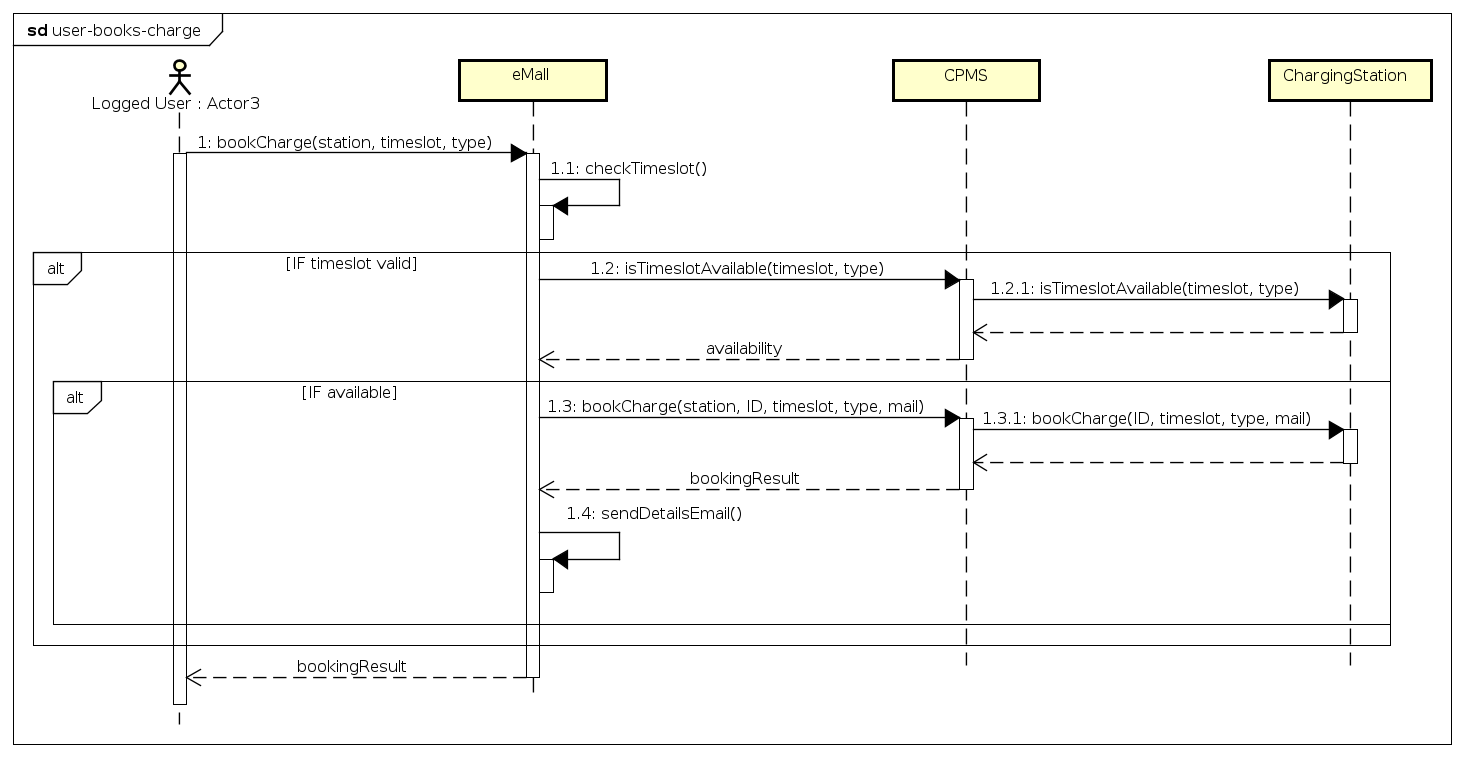 sd user-books-charge
Logged User : Actor3
eMall
CPMS
ChargingStation
1: bookCharge(station, timeslot, type)
1.1: checkTimeslot()
alt
[IF timeslot valid]
1.2: isTimeslotAvailable(timeslot, type)
1.2.1: isTimeslotAvailable(timeslot, type)
availability
alt
[IF available]
1.3: bookCharge(station, ID, timeslot, type, mail)
1.3.1: bookCharge(ID, timeslot, type, mail)
bookingResult
1.4: sendDetailsEmail()
bookingResult